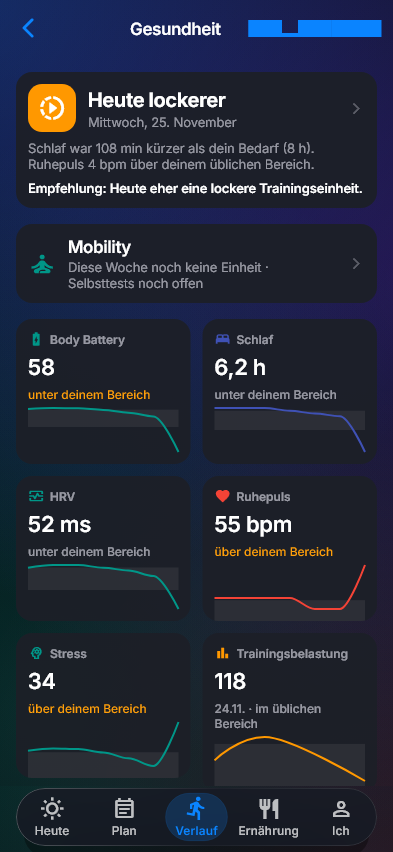 Gesundheit
Heute lockerer
Mittwoch, 25. November
Schlaf war 108 min kürzer als dein Bedarf (8 h).
Ruhepuls 4 bpm über deinem üblichen Bereich.
Empfehlung: Heute eher eine lockere Trainingseinheit.
Mobility
Diese Woche noch keine Einheit ·
Selbsttests noch offen
Body Battery
58
unter deinem Bereich
Schlaf
6,2 h
unter deinem Bereich
HRV
52 ms
unter deinem Bereich
Ruhepuls
55 bpm
über deinem Bereich
Stress
34
über deinem Bereich
Trainingsbelastung
118
24.11. · im üblichen
Bereich
Heute
Plan
Verlauf
Ernährung
Ich